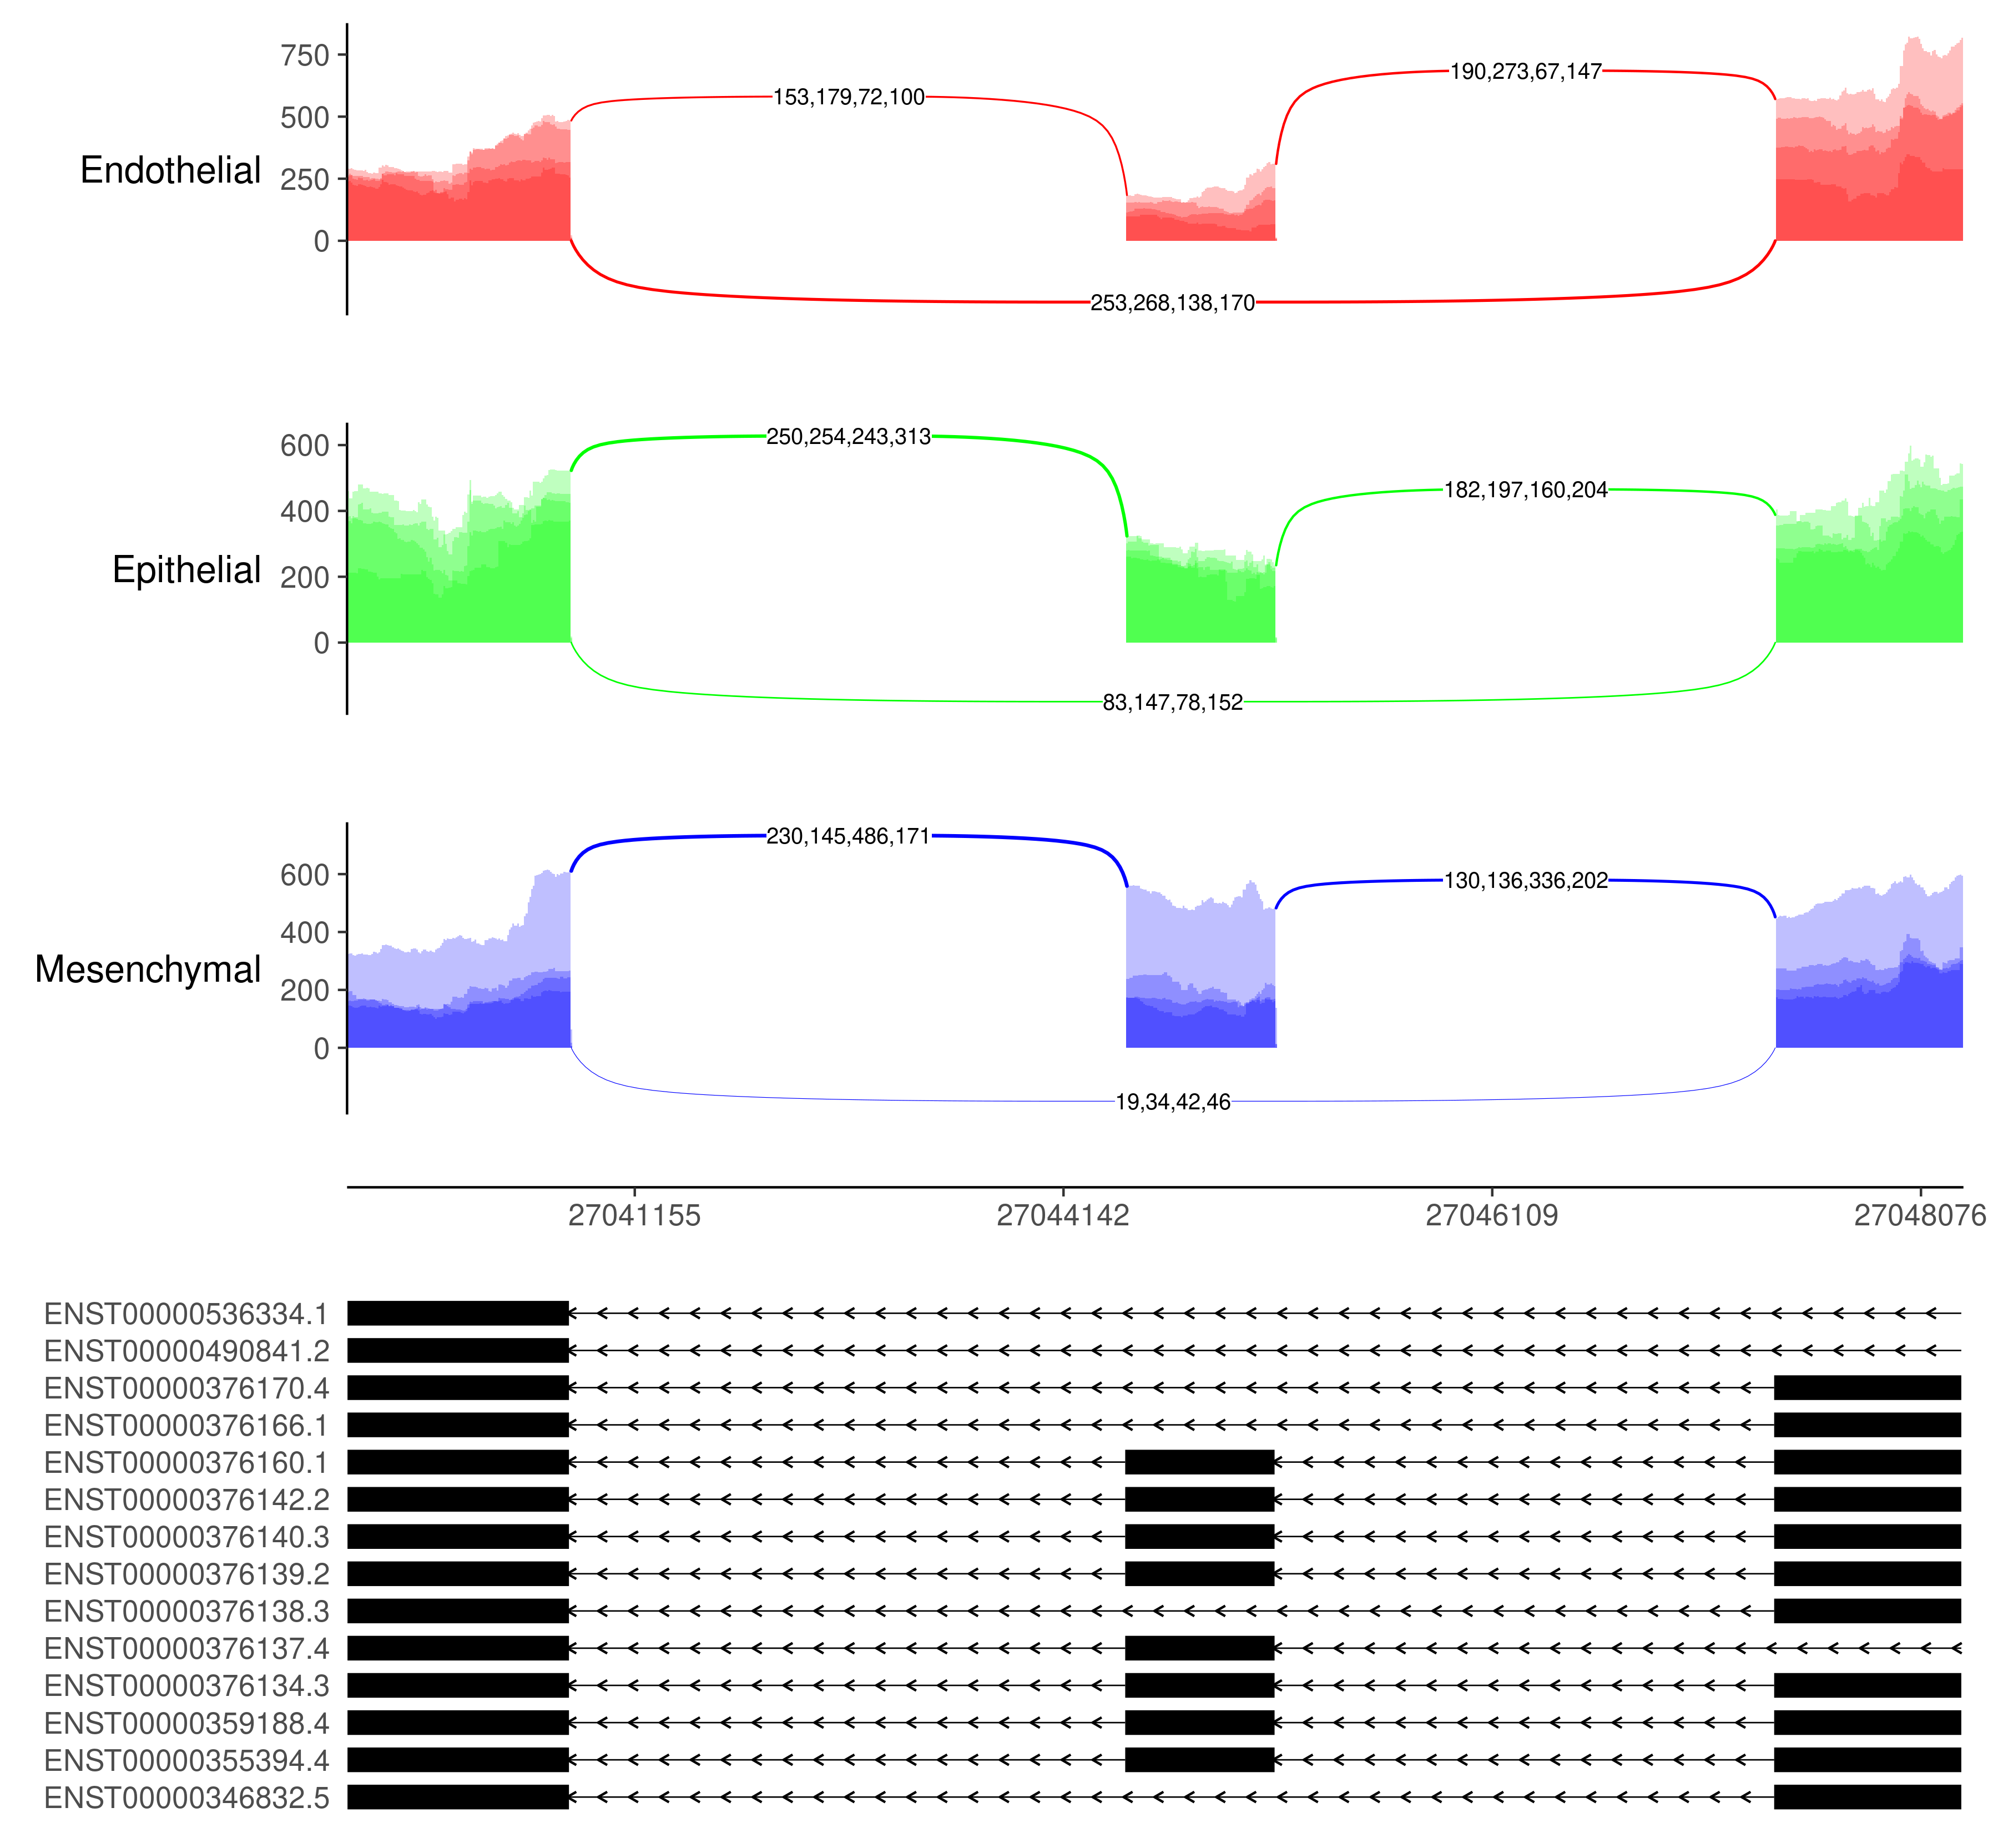 750
500
250
0
Endothelial
153,179,72,100
190,273,67,147
253,268,138,170
600
400
200
0
Epithelial
250,254,243,313
182,197,160,204
83,147,78,152
600
400
200
0
Mesenchymal
230,145,486,171
130,136,336,202
19,34,42,46
27041155 27044142 27046109 27048076
ENST00000536334.1
ENST00000490841.2
ENST00000376170.4
ENST00000376166.1
ENST00000376160.1
ENST00000376142.2
ENST00000376140.3
ENST00000376139.2
ENST00000376138.3
ENST00000376137.4
ENST00000376134.3
ENST00000359188.4
ENST00000355394.4
ENST00000346832.5